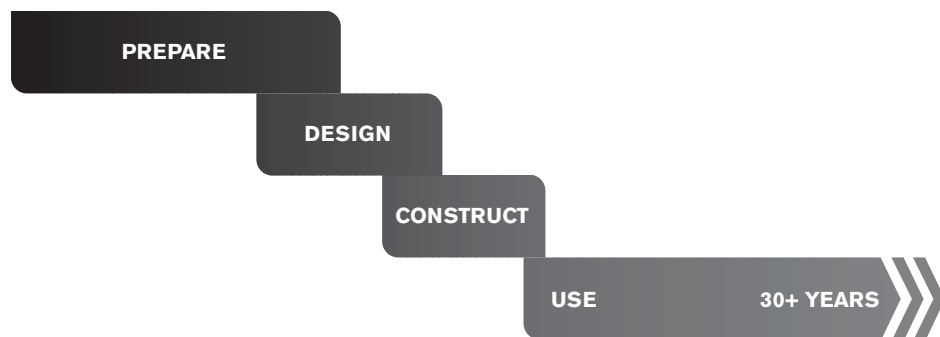 PREPARE
DESIGN
CONSTRUCT
USE 30+ YEARS